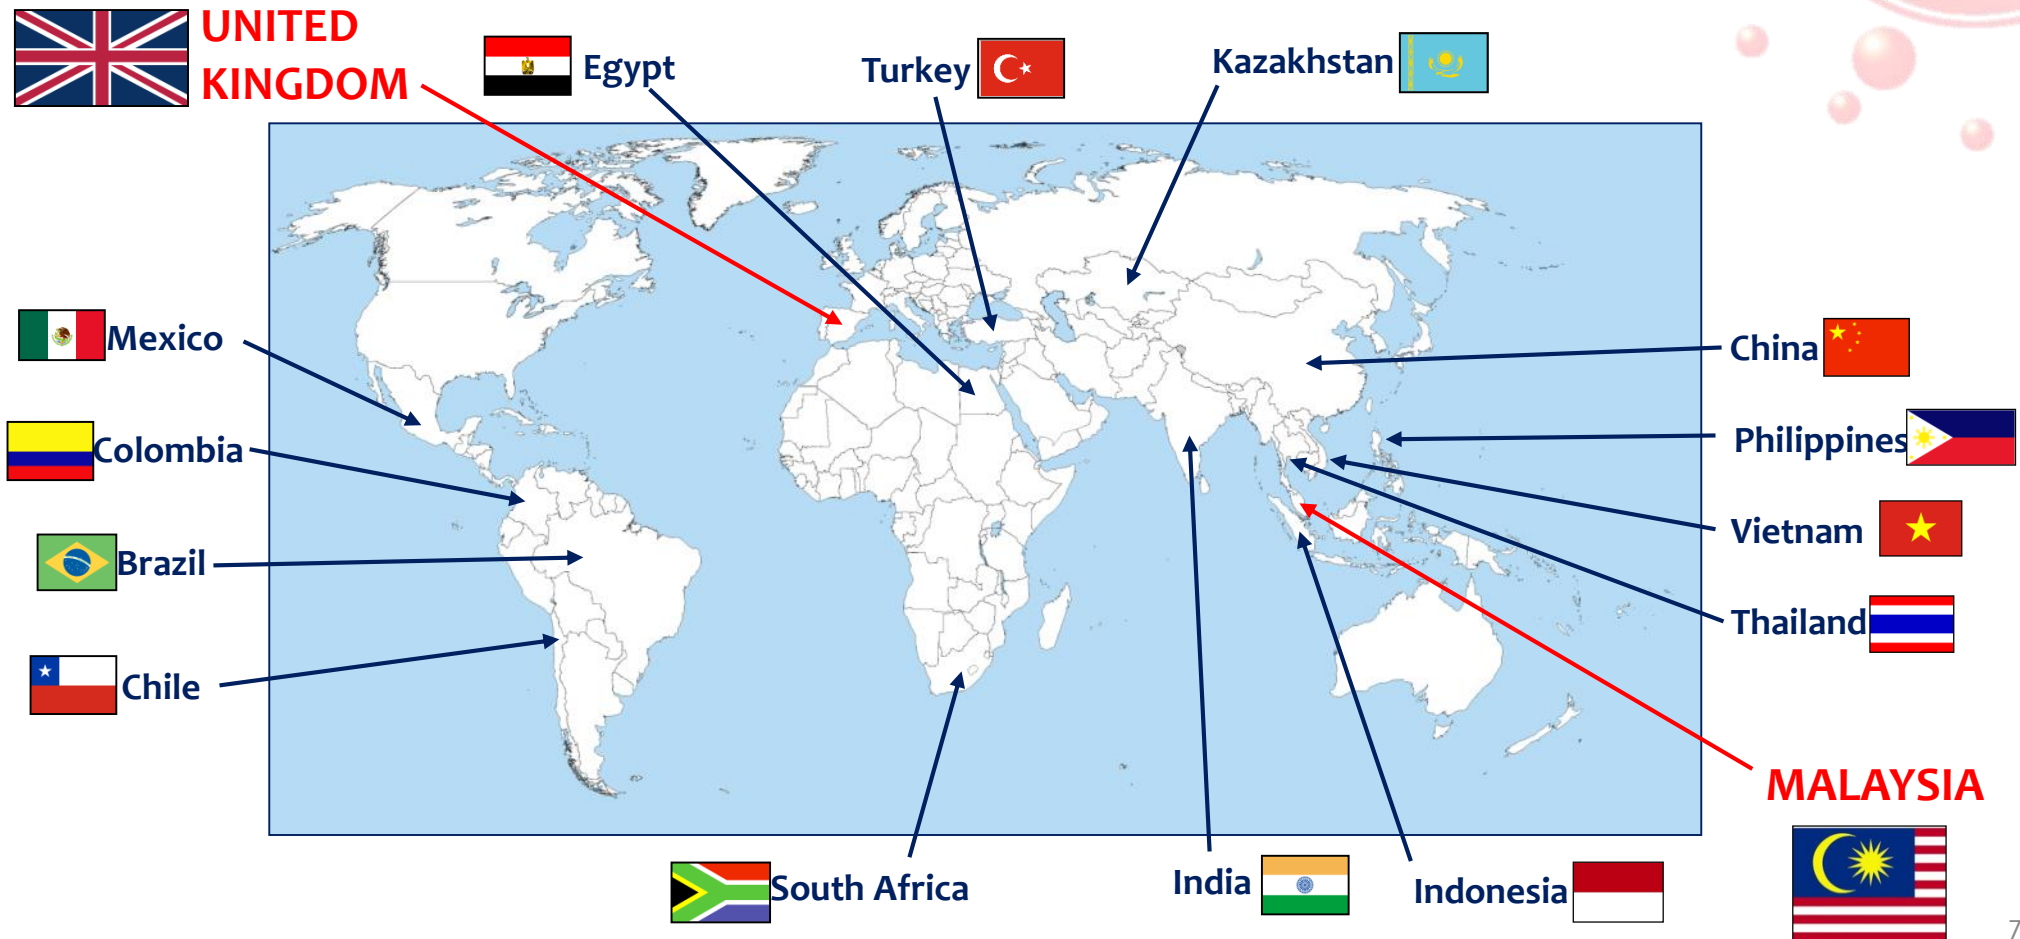 UNITED
KINGDOM
Egypt
Turkey
Kazakhstan
Mexico
China
Colombia
Philippines
Brazil
Vietnam
Thailand
Chile
MALAYSIA
South Africa
India
Indonesia
7